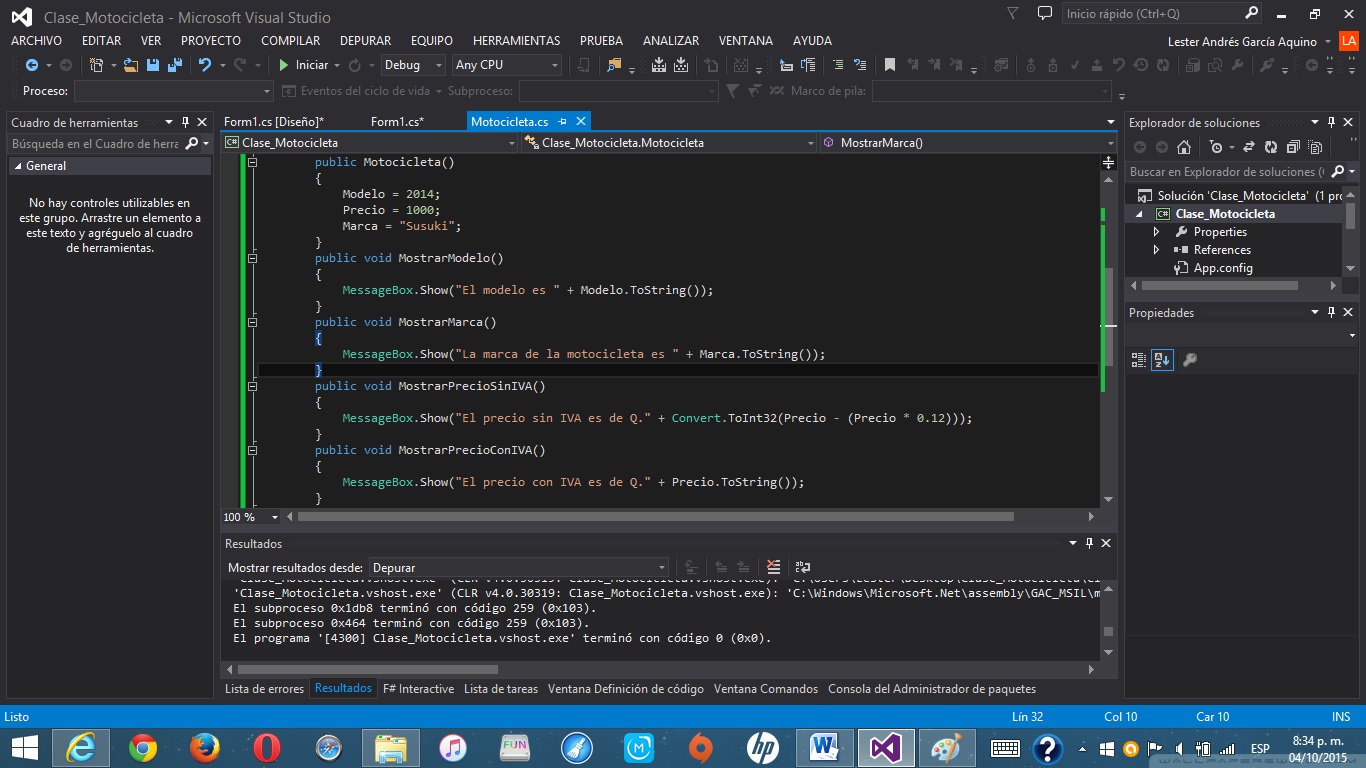 Clase_Motocicleta - Microsoft Visual Studio
Inicio rápido (Ctrl+Q)
ARCHIVO EDITAR VER PROYECTO COMPILAR DEPURAR EQUIPO HERRAMIENTAS PRUEBA ANALIZAR VENTANA AYUDA
Lester Andrés García Aquino LA
Iniciar Debug Any CPU
Proceso: Eventos del ciclo de vida Subproceso: Marco de pila:
Cuadro de herramientas
Búsqueda en el Cuadro de herra
General
No hay controles utilizables en
este grupo. Arrastre un elemento a
este texto y agréguelo al cuadro
de herramientas.
Form1.cs [Diseño]* Form1.cs* Motocicleta.cs
C# Clase_Motocicleta Clase_Motocicleta.Motocicleta MostrarMarca()
public Motocicleta()
{
Modelo = 2014;
Precio = 1000;
Marca = "Susuki";
}
public void MostrarModelo()
{
MessageBox.Show("El modelo es " + Modelo.ToString());
}
public void MostrarMarca()
{
MessageBox.Show("La marca de la motocicleta es " + Marca.ToString());
}
public void MostrarPrecioSinIVA()
{
MessageBox.Show("El precio sin IVA es de Q." + Convert.ToInt32(Precio - (Precio * 0.12)));
}
public void MostrarPrecioConIVA()
{
MessageBox.Show("El precio con IVA es de Q." + Precio.ToString());
}
100 %
Resultados
Mostrar resultados desde: Depurar
'Clase_Motocicleta.vshost.exe' (CLR v4.0.30319: Clase_Motocicleta.vshost.exe): 'C:\Windows\Microsoft.Net\assembly\GAC_MSIL\m
El subproceso 0x1db8 terminó con código 259 (0x103).
El subproceso 0x464 terminó con código 259 (0x103).
El programa '[4300] Clase_Motocicleta.vshost.exe' terminó con código 0 (0x0).
Lista de errores Resultados F# Interactive Lista de tareas Ventana Definición de código Ventana Comandos Consola del Administrador de paquetes
Explorador de soluciones
Buscar en Explorador de soluciones (
Solución 'Clase_Motocicleta' (1 pro
C# Clase_Motocicleta
Properties
References
App.config
Propiedades
Listo Lín 32 Col 10 Car 10 INS
FUN
hp
ESP
8:34 p. m.
04/10/2015